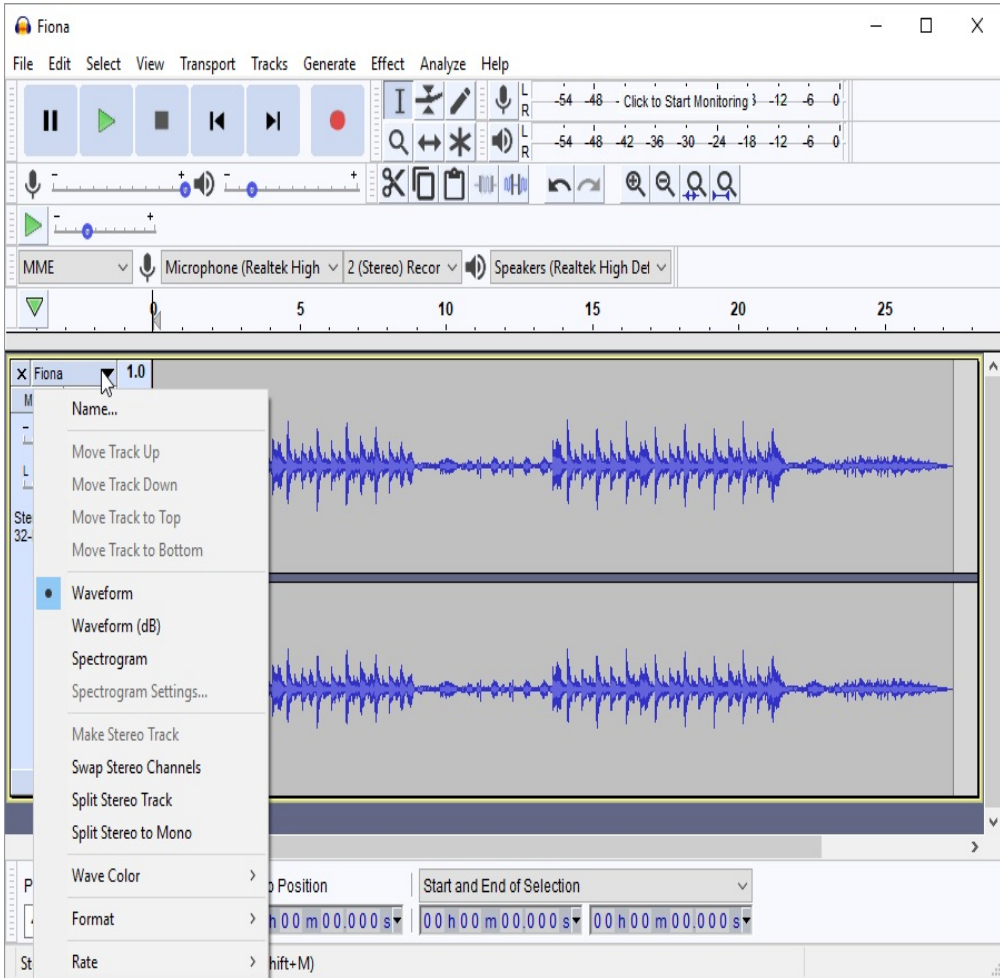 Fiona
File Edit Select View Transport Tracks Generate Effect Analyze Help
L
R
-54 -48 - Click to Start Monitoring -12 -6 0
L
R
-54 -48 -42 -36 -30 -24 -18 -12 -6 0
- +
- +
- +
MME
Microphone (Realtek High
2 (Stereo) Recor
Speakers (Realtek High Def
0 5 10 15 20 25
X Fiona 1.0
M
-
L
Ste
32-
Name...
Move Track Up
Move Track Down
Move Track to Top
Move Track to Bottom
Waveform
Waveform (dB)
Spectrogram
Spectrogram Settings...
Make Stereo Track
Swap Stereo Channels
Split Stereo Track
Split Stereo to Mono
Wave Color
Format
Rate
P
Position
Start and End of Selection
h 00 m 00.000 s
00 h 00 m 00.000 s
00 h 00 m 00.000 s
St
hift+M)